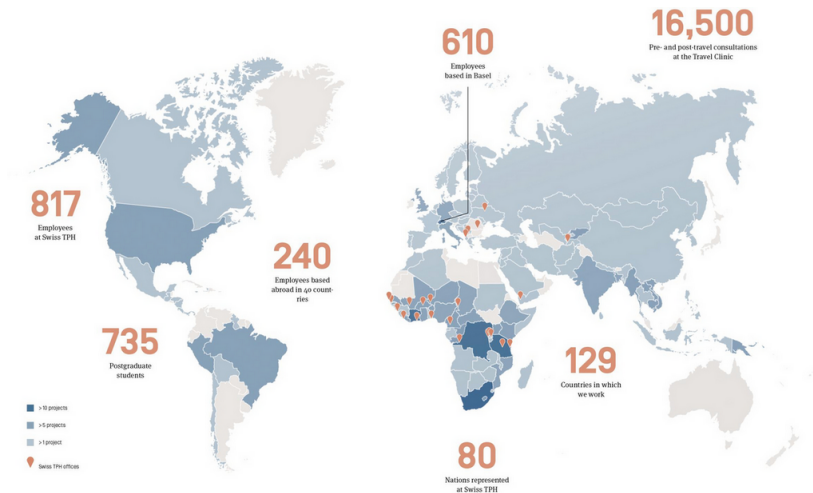 16,500
Pre- and post-travel consultations
at the Travel Clinic
610
Employees
based in Basel
817
Employees
at Swiss TPH
240
Employees based
abroad in 40 count-
ries
735
Postgraduate
students
129
Countries in which
we work
>10 projects
>5 projects
>1 project
Swiss TPH offices
80
Nations represented
at Swiss TPH